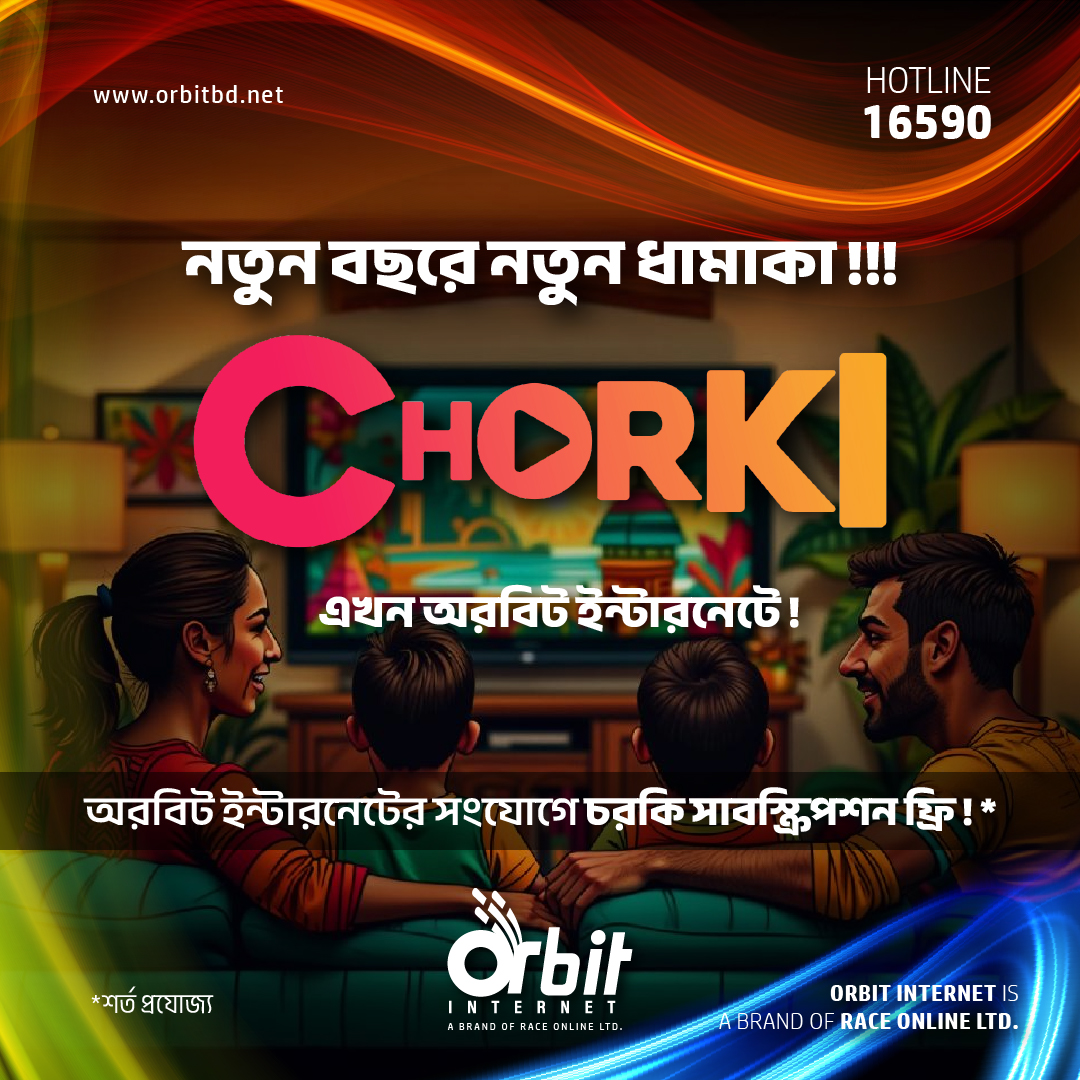 www.orbitbd.net
HOTLINE
16590
নতুন বছরে নতুন ধামাকা !!!
CHORKI
এখন অরবিট ইন্টারনেটে !
অরবিট ইন্টারনেটের সংযোগে চরকি সাবস্ক্রিপশন ফ্রি ! *
*শর্ত প্রযোজ্য
Orbit
INTERNET
A BRAND OF RACE ONLINE LTD.
ORBIT INTERNET IS
A BRAND OF RACE ONLINE LTD.